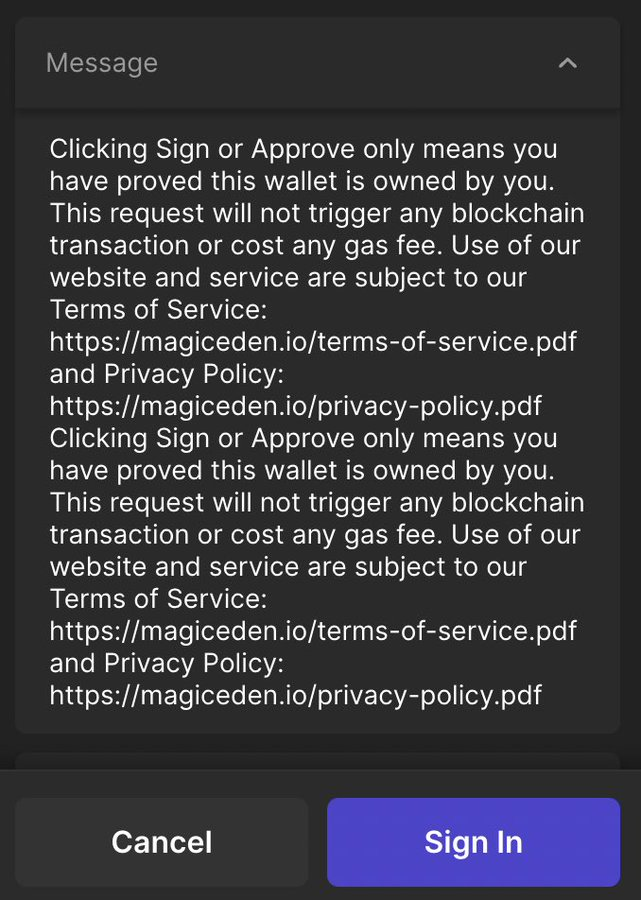 Message
Clicking Sign or Approve only means you
have proved this wallet is owned by you.
This request will not trigger any blockchain
transaction or cost any gas fee. Use of our
website and service are subject to our
Terms of Service:
https://magiceden.io/terms-of-service.pdf
and Privacy Policy:
https://magiceden.io/privacy-policy.pdf
Clicking Sign or Approve only means you
have proved this wallet is owned by you.
This request will not trigger any blockchain
transaction or cost any gas fee. Use of our
website and service are subject to our
Terms of Service:
https://magiceden.io/terms-of-service.pdf
and Privacy Policy:
https://magiceden.io/privacy-policy.pdf
Cancel
Sign In